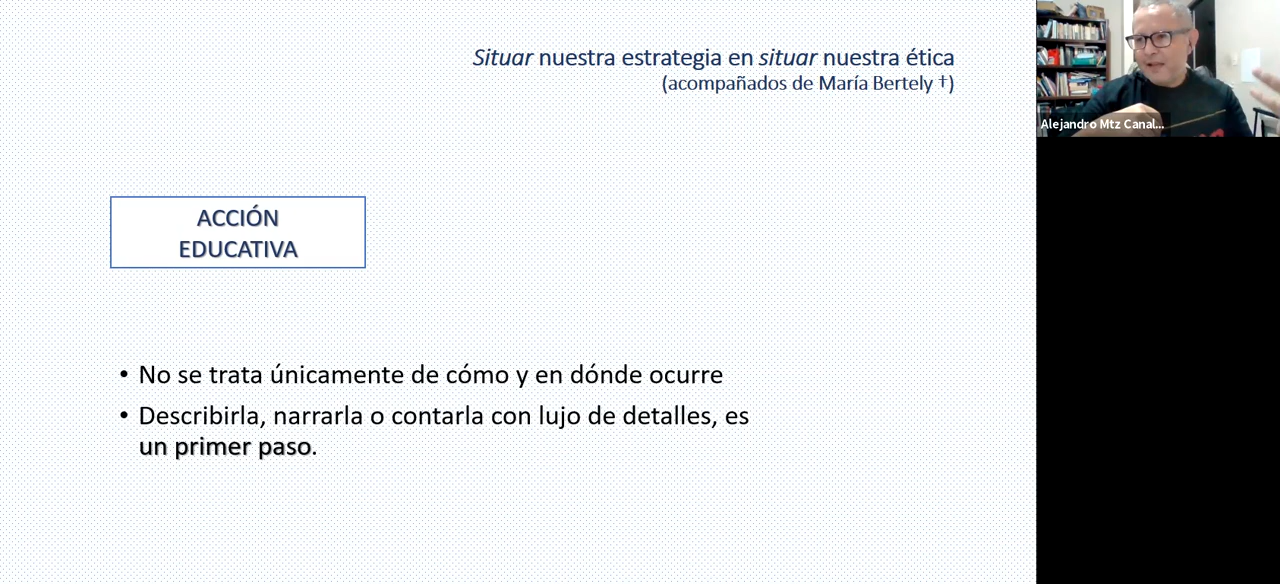 Situar nuestra estrategia en situar nuestra ética
(acompañados de María Bertely †)
Alejandro Mtz Canal...
ACCIÓN
EDUCATIVA
• No se trata únicamente de cómo y en dónde ocurre
• Describirla, narrarla o contarla con lujo de detalles, es
un primer paso.